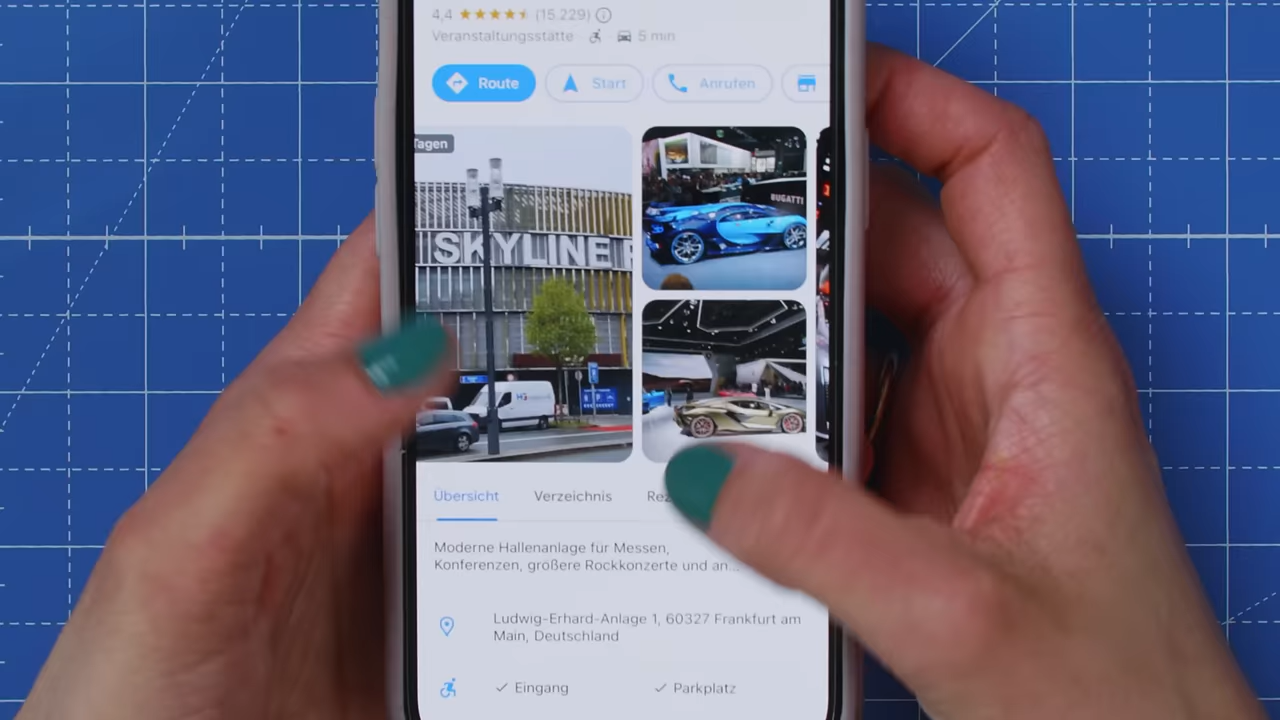 4,4 ★★★★★ (15.229)
Veranstaltungsstätte 5 min
Route Start Anrufen
Tagen
SKYLINE
BUGATTI
Übersicht Verzeichnis
Moderne Hallenanlage für Messen,
Konferenzen, größere Rockkonzerte und an...
Ludwig-Erhard-Anlage 1, 60327 Frankfurt am
Main, Deutschland
✓ Eingang ✓ Parkplatz